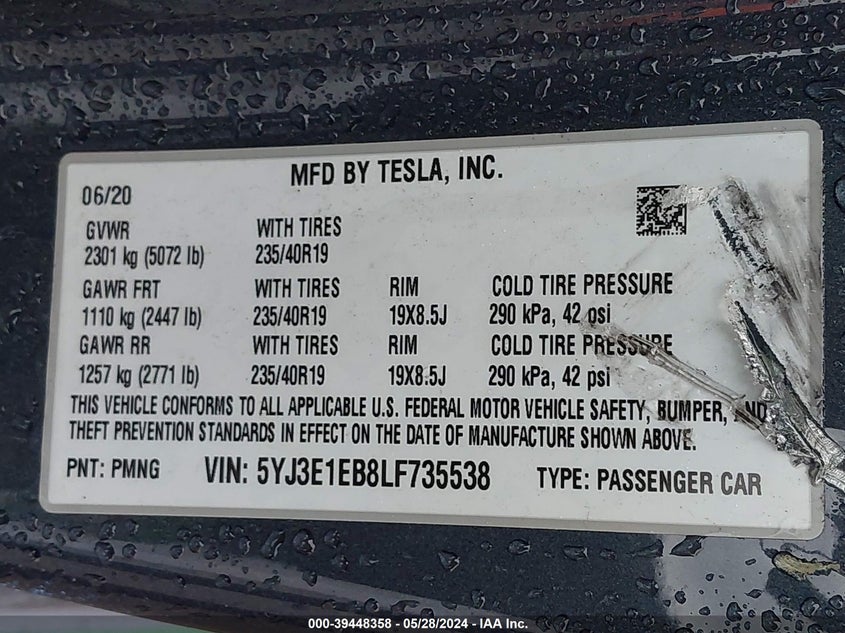 MFD BY TESLA, INC.
06/20
GVWR WITH TIRES
2301 kg (5072 lb) 235/40R19
GAWR FRT WITH TIRES RIM COLD TIRE PRESSURE
1110 kg (2447 lb) 235/40R19 19X8.5J 290 kPa, 42 psi
GAWR RR WITH TIRES RIM COLD TIRE PRESSURE
1257 kg (2771 lb) 235/40R19 19X8.5J 290 kPa, 42 psi
THIS VEHICLE CONFORMS TO ALL APPLICABLE U.S. FEDERAL MOTOR VEHICLE SAFETY, BUMPER, AND
THEFT PREVENTION STANDARDS IN EFFECT ON THE DATE OF MANUFACTURE SHOWN ABOVE.
PNT: PMNG VIN: 5YJ3E1EB8LF735538 TYPE: PASSENGER CAR
000-39448358 - 05/28/2024 - IAA Inc.